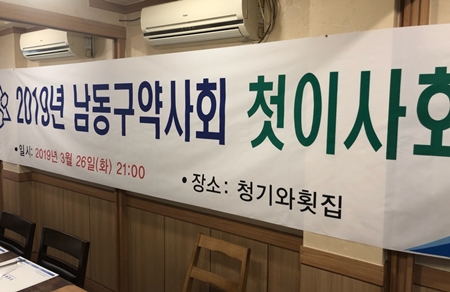 2019년 남동구약사회 첫이사회
•일시: 2019년 3월 26일(화) 21:00
•장소: 청기와횟집